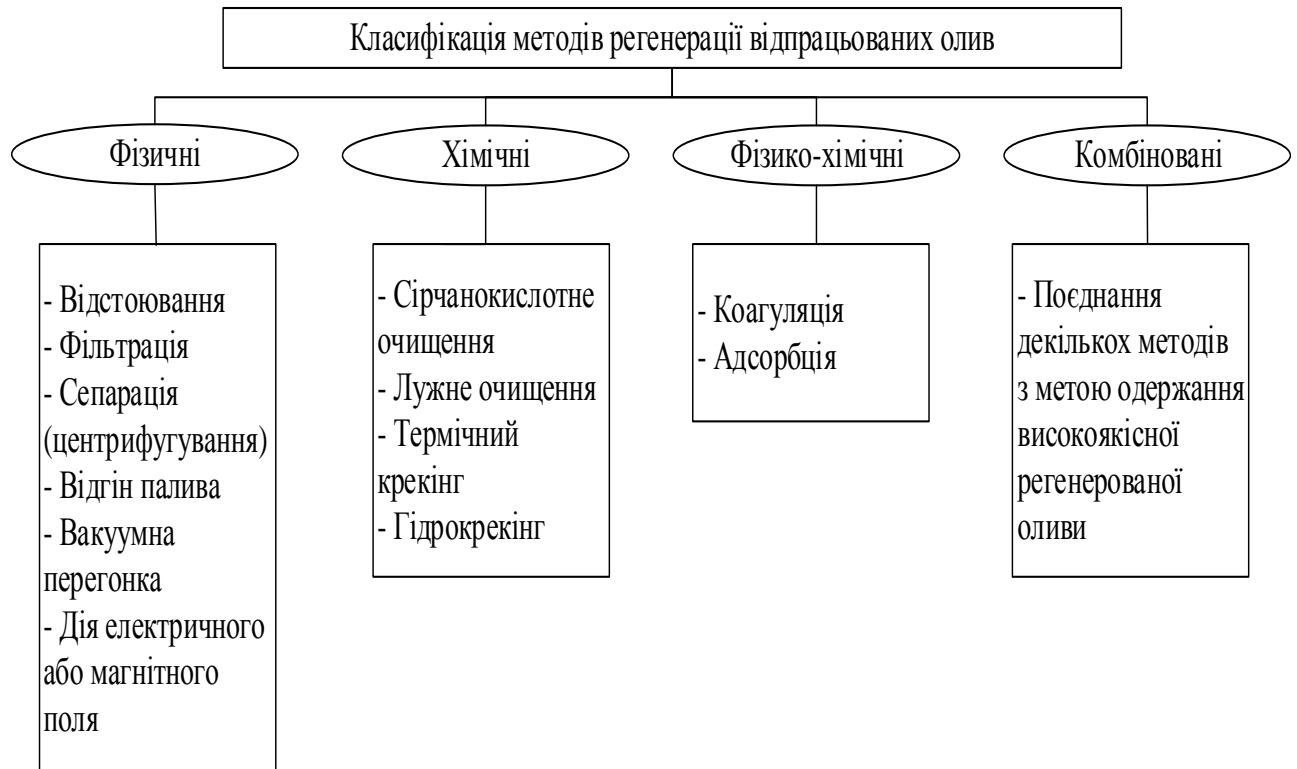 Класифікація методів регенерації відпрацьованих олив
Фізичні
Хімічні
Фізико-хімічні
Комбіновані
- Відстоювання
- Фільтрація
- Сепарація
(центрифугування)
- Відгін палива
- Вакуумна
перегонка
- Дія електричного
або магнітного
поля
- Сірчанокислотне
очищення
- Лужне очищення
- Термічний
крекінг
- Гідрокрекінг
- Коагуляція
- Адсорбція
- Поєднання
декількох методів
з метою одержання
високоякісної
регенерованої
оливи